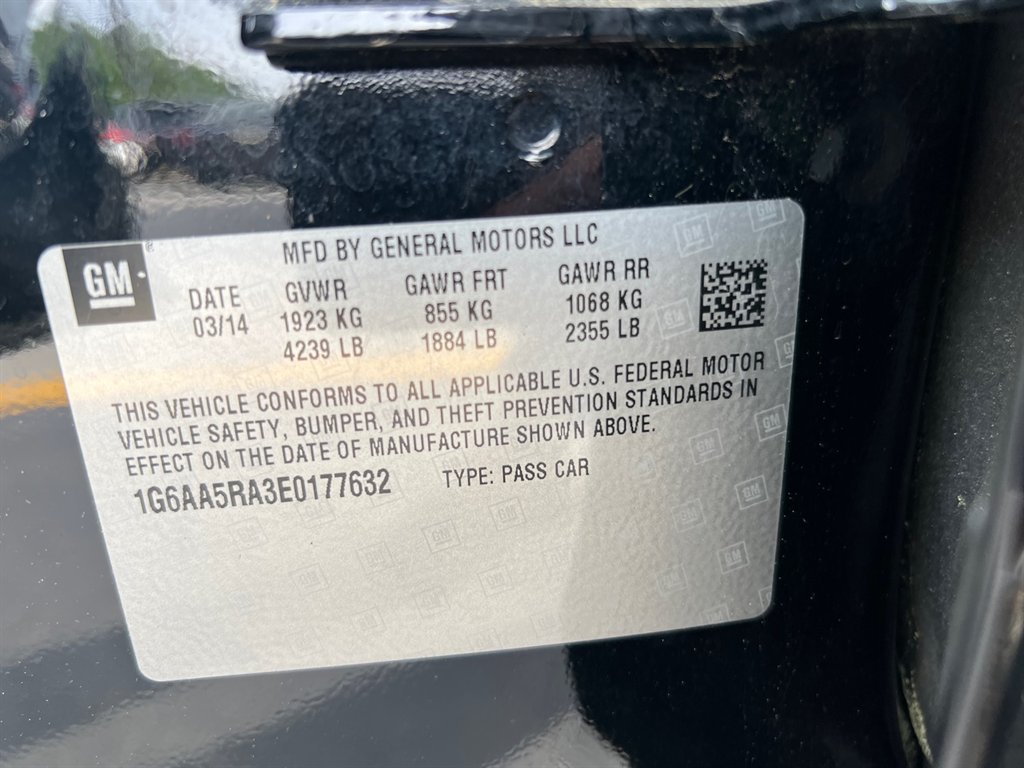 GM
MFD BY GENERAL MOTORS LLC
DATE GVWR GAWR FRT GAWR RR
03/14 1923 KG 855 KG 1068 KG
4239 LB 1884 LB 2355 LB
THIS VEHICLE CONFORMS TO ALL APPLICABLE U.S. FEDERAL MOTOR
VEHICLE SAFETY, BUMPER, AND THEFT PREVENTION STANDARDS IN
EFFECT ON THE DATE OF MANUFACTURE SHOWN ABOVE.
1G6AA5RA3E0177632 TYPE: PASS CAR